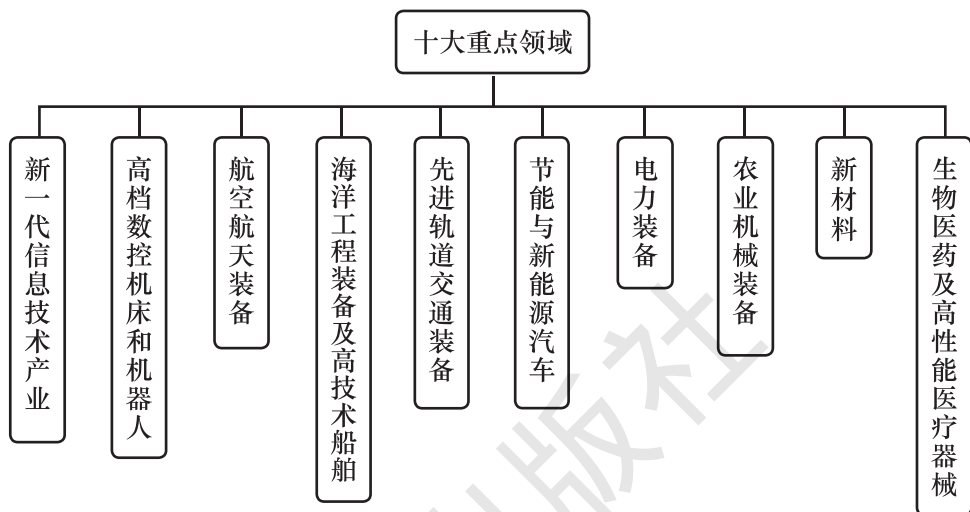 十大重点领域
新一代信息技术产业
高档数控机床和机器人
航空航天装备
海洋工程装备及高技术船舶
先进轨道交通装备
节能与新能源汽车
电力装备
农业机械装备
新材料
生物医药及高性能医疗器械
版社